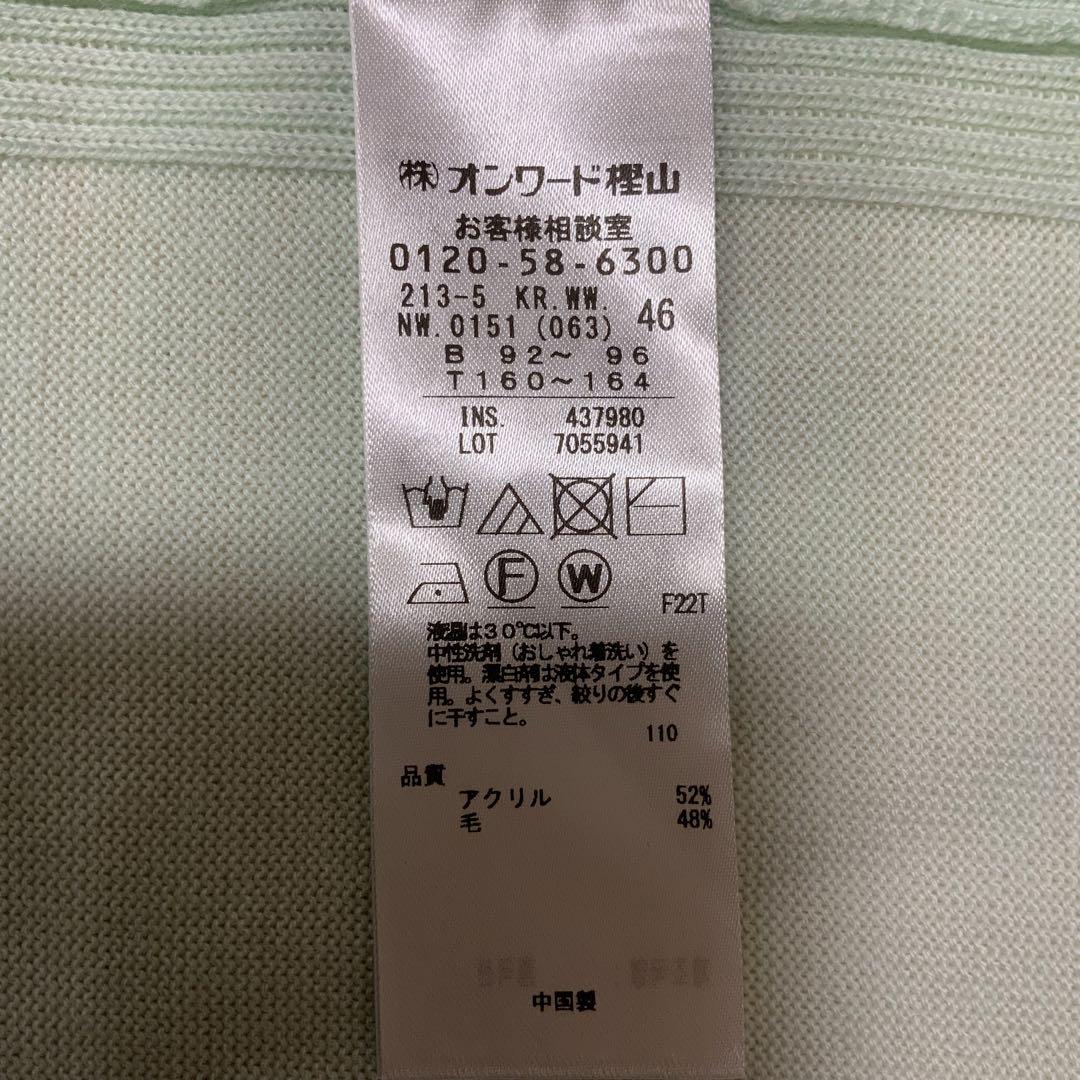 ㈱オンワード樫山
お客様相談室
0120-58-6300
213-5 KR.WW.
NW.0151 (063) 46
B 92～ 96
T160～164
INS. 437980
LOT 7055941
F W
F22T
液温は30℃以下。
中性洗剤（おしゃれ着洗い）を
使用。漂白剤は液体タイプを使
用。よくすすぎ、絞りの後すぐ
に干すこと。
110
品質
アクリル 52%
毛 48%
中国製